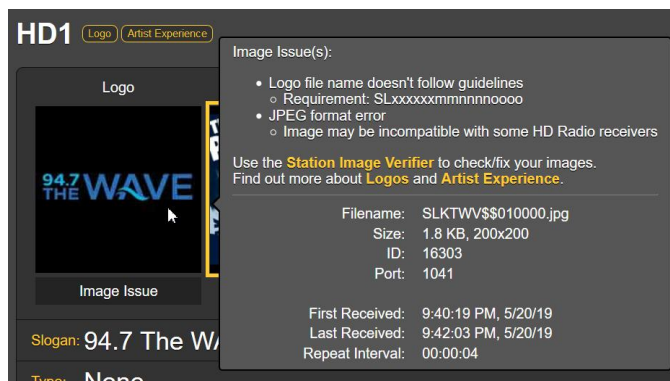 HD1 Logo Artist Experience
Logo
94.7
THE WAVE
Image Issue
Slogan: 94.7 The WA
Type: None
Image Issue(s):
• Logo file name doesn't follow guidelines
○ Requirement: SLxxxxxxmmnnnnoooo
• JPEG format error
○ Image may be incompatible with some HD Radio receivers
Use the Station Image Verifier to check/fix your images.
Find out more about Logos and Artist Experience.
Filename: SLKTWV$$010000.jpg
Size: 1.8 KB, 200x200
ID: 16303
Port: 1041
First Received: 9:40:19 PM, 5/20/19
Last Received: 9:42:03 PM, 5/20/19
Repeat Interval: 00:00:04